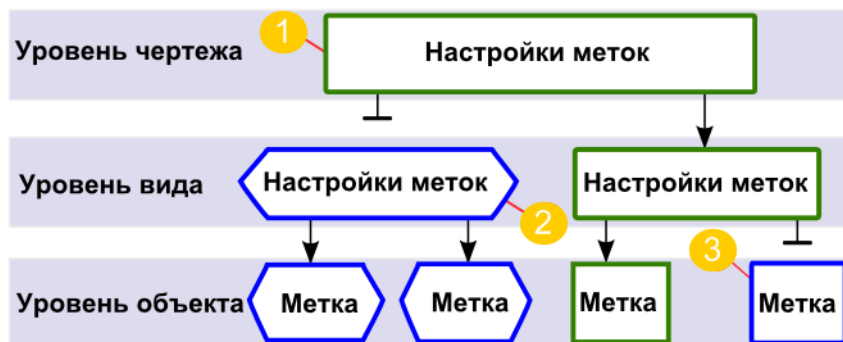 1
Уровень чертежа
Настройки меток
Уровень вида
Настройки меток
Настройки меток
2
3
Уровень объекта
Метка
Метка
Метка
Метка